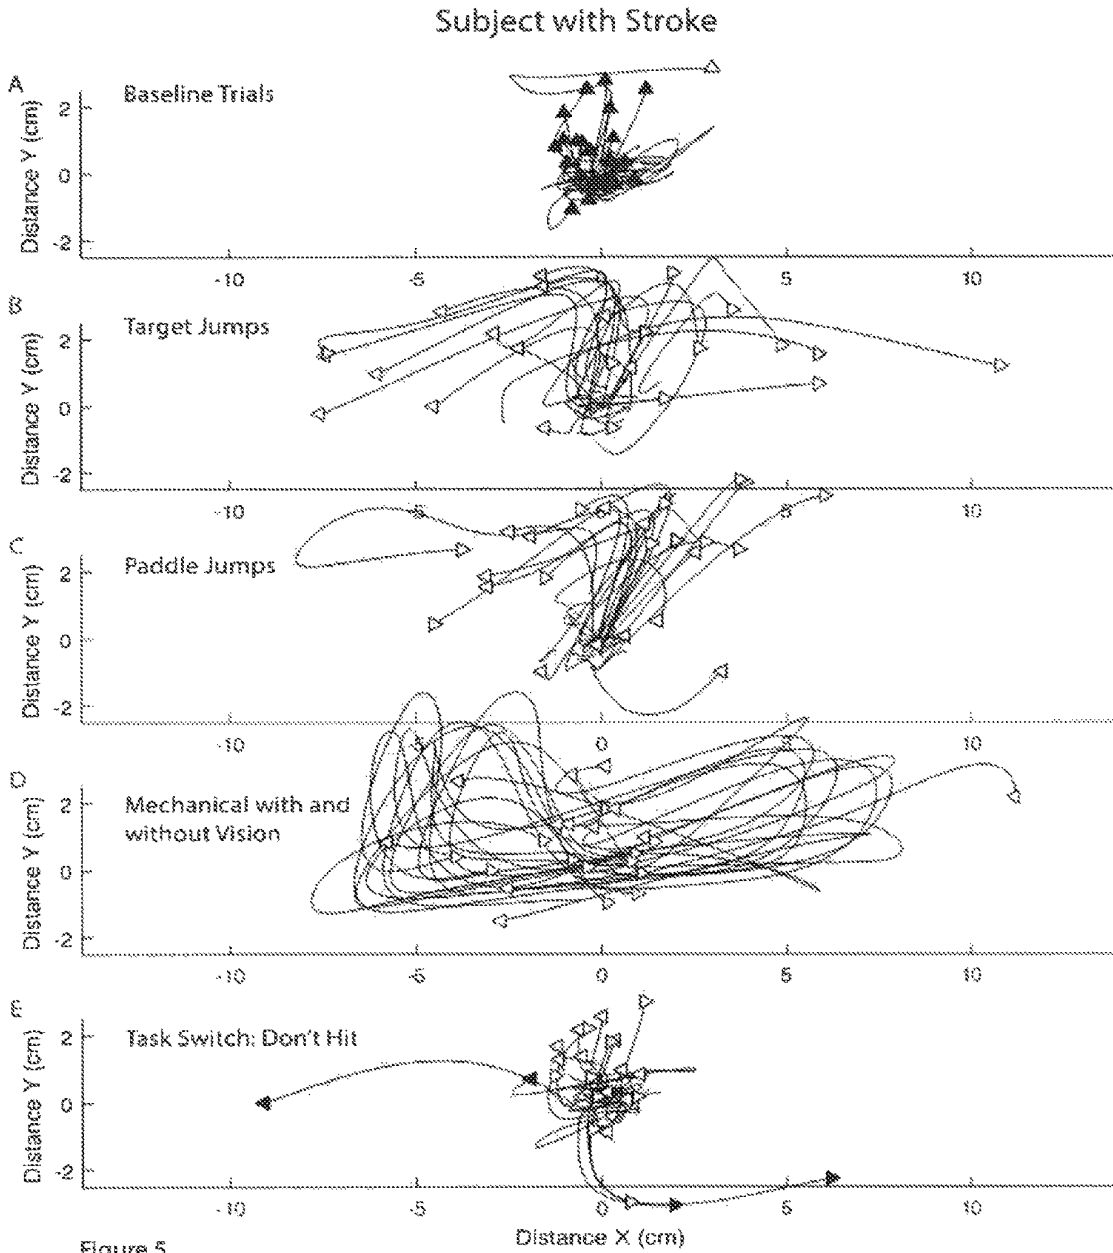 Subject with Stroke
A
Baseline Trials
Distance Y (cm)
2
0
-2
-10 -5 0 5 10
B
Target Jumps
Distance Y (cm)
2
0
-2
-10 -5 0 5 10
C
Paddle Jumps
Distance Y (cm)
2
0
-2
-10 -5 0 5 10
D
Mechanical with and
without Vision
Distance Y (cm)
2
0
-2
-10 -5 0 5 10
E
Task Switch: Don't Hit
Distance Y (cm)
2
0
-2
-10 -5 0 5 10
Distance X (cm)
Figure 5